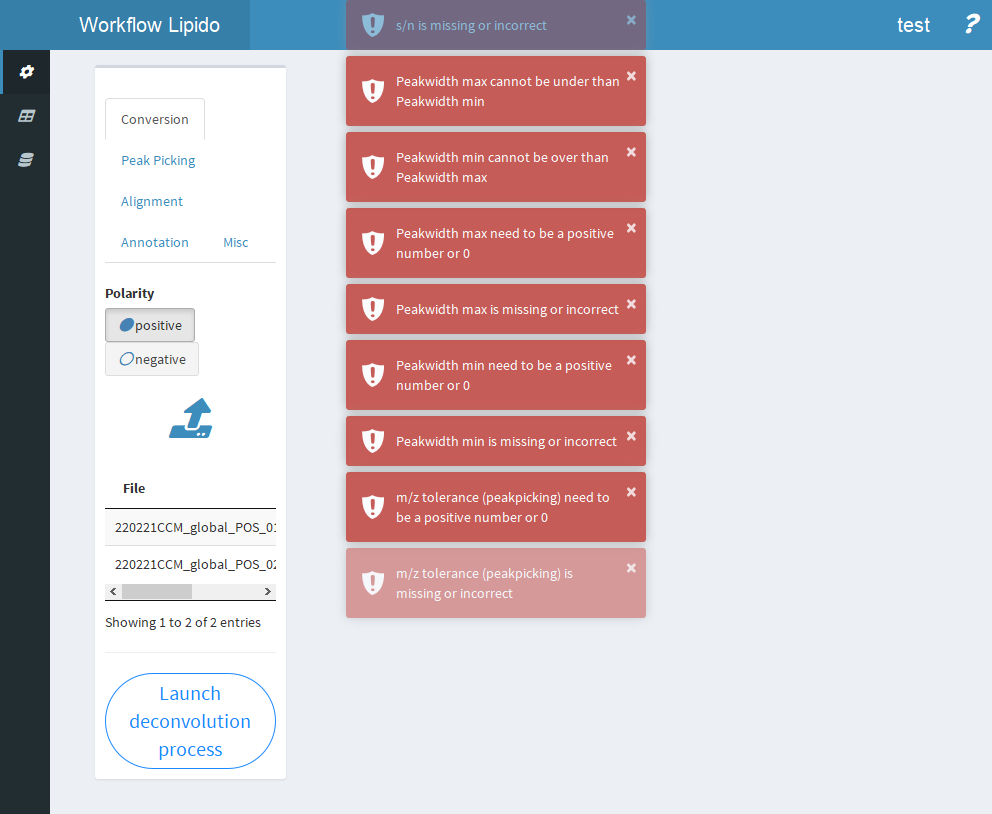 Workflow Lipido
test
?
Conversion
Peak Picking
Alignment
Annotation Misc
Polarity
positive
negative
File
220221CCM_global_POS_01
220221CCM_global_POS_02
Showing 1 to 2 of 2 entries
Launch
deconvolution
process
s/n is missing or incorrect
×
Peakwidth max cannot be under than
Peakwidth min
×
Peakwidth min cannot be over than
Peakwidth max
×
Peakwidth max need to be a positive
number or 0
×
Peakwidth max is missing or incorrect
×
Peakwidth min need to be a positive
number or 0
×
Peakwidth min is missing or incorrect
×
m/z tolerance (peakpicking) need to
be a positive number or 0
×
m/z tolerance (peakpicking) is
missing or incorrect
×